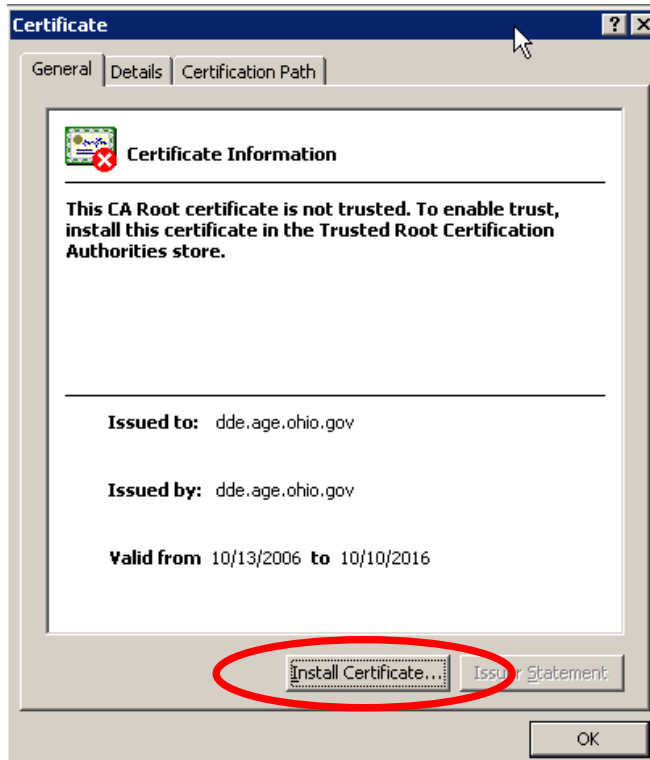 Certificate
General Details Certification Path
Certificate Information
This CA Root certificate is not trusted. To enable trust,
install this certificate in the Trusted Root Certification
Authorities store.
Issued to: dde.age.ohio.gov
Issued by: dde.age.ohio.gov
Valid from 10/13/2006 to 10/10/2016
Install Certificate... Issuer Statement
OK